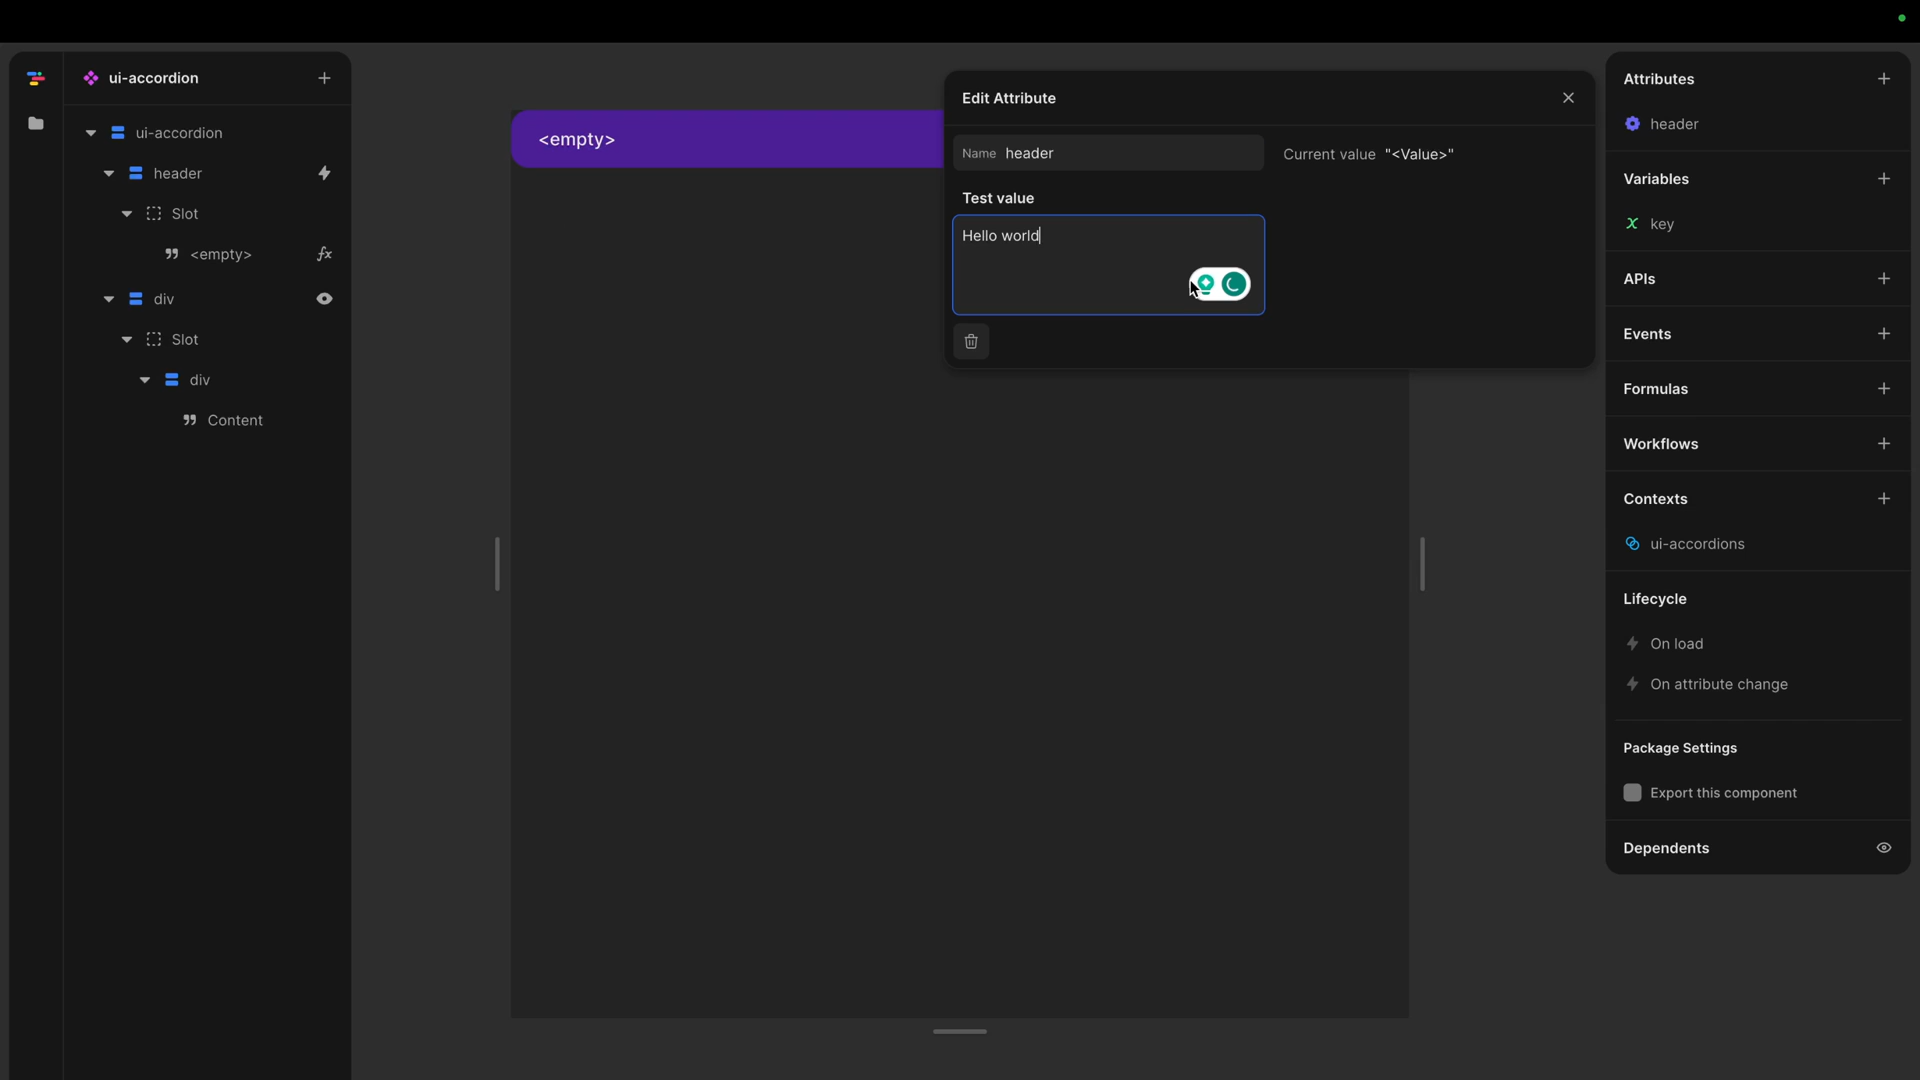 ui-accordion
ui-accordion
header
Slot
<empty>
div
Slot
div
Content
<empty>
Edit Attribute
Name header
Current value "<Value>"
Test value
Hello world
Attributes
header
Variables
key
APIs
Events
Formulas
Workflows
Contexts
ui-accordions
Lifecycle
On load
On attribute change
Package Settings
Export this component
Dependents